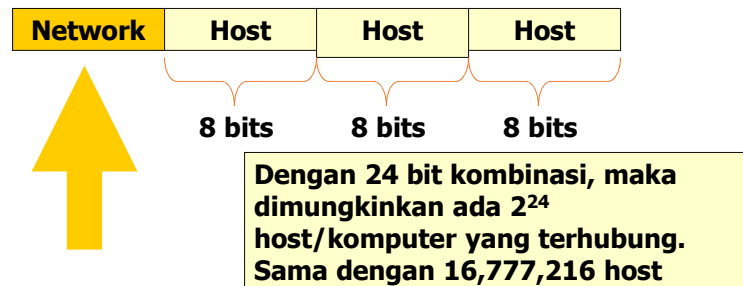 Network Host Host Host
8 bits 8 bits 8 bits
Dengan 24 bit kombinasi, maka
dimungkinkan ada 2²⁴
host/komputer yang terhubung.
Sama dengan 16,777,216 host